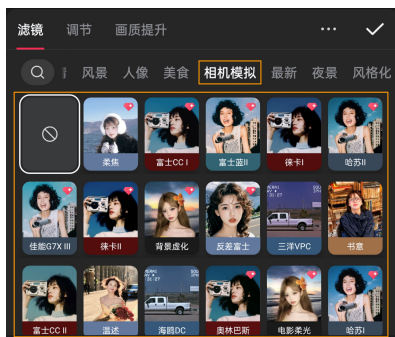 滤镜 调节 画质提升
风景 人像 美食 相机模拟 最新 夜景 风格化
柔焦 富士CC I 富士蓝II 徕卡I 哈苏II
佳能G7X III 徕卡II 背景虚化 反差富士 三洋VPC 书意
富士CC II 温述 海鸥DC 奥林巴斯 电影柔光 哈苏I